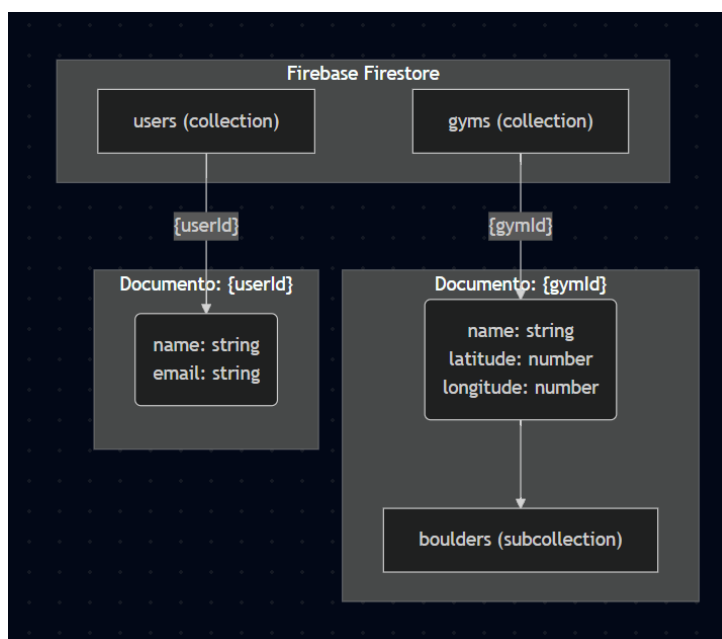 Firebase Firestore
users (collection)
gyms (collection)
{userId}
{gymId}
Documento: {userId}
Documento: {gymId}
name: string
email: string
name: string
latitude: number
longitude: number
boulders (subcollection)